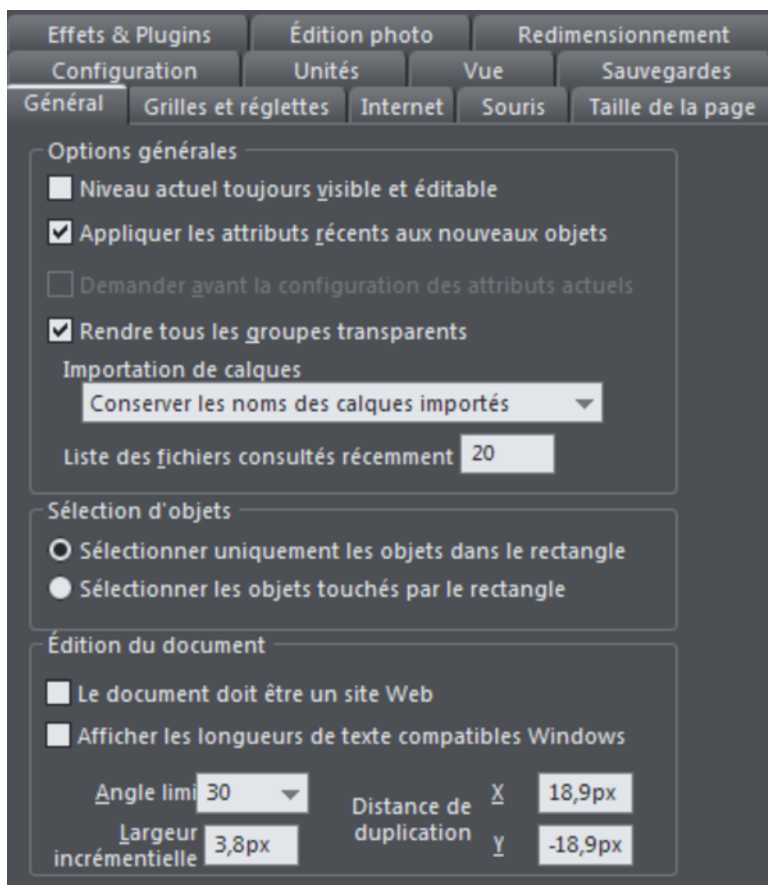 Effets & Plugins Édition photo Redimensionnement
Configuration Unités Vue Sauvegardes
Général Grilles et réglettes Internet Souris Taille de la page
Options générales
Niveau actuel toujours visible et éditable
Appliquer les attributs récents aux nouveaux objets
Demander avant la configuration des attributs actuels
Rendre tous les groupes transparents
Importation de calques
Conserver les noms des calques importés
Liste des fichiers consultés récemment 20
Sélection d'objets
Sélectionner uniquement les objets dans le rectangle
Sélectionner les objets touchés par le rectangle
Édition du document
Le document doit être un site Web
Afficher les longueurs de texte compatibles Windows
Angle limi 30
Largeur
incrémentielle 3,8px
Distance de
duplication
X 18,9px
Y -18,9px